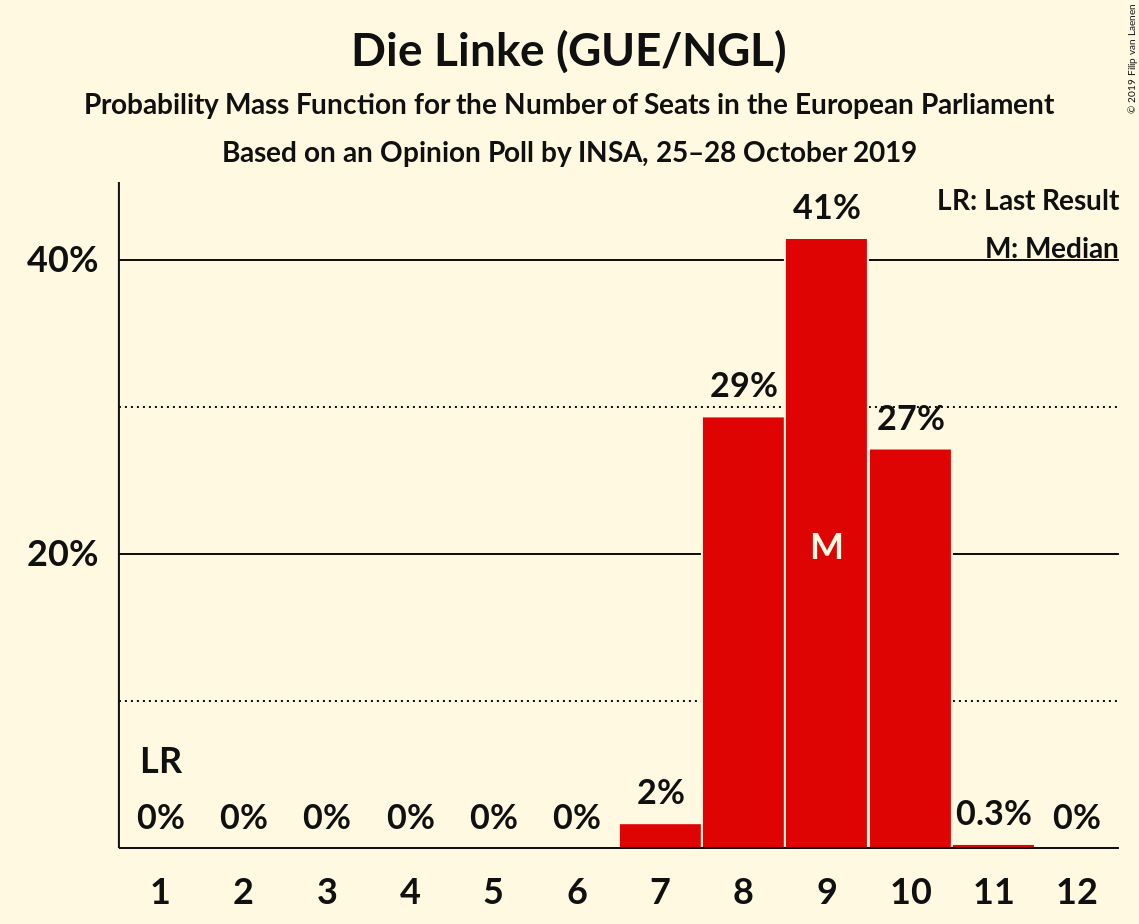 Die Linke (GUE/NGL)
Probability Mass Function for the Number of Seats in the European Parliament
Based on an Opinion Poll by INSA, 25–28 October 2019
© 2019 Filip van Laenen
LR: Last Result
M: Median
40%
20%
41%
29%
27%
M
LR
0%
0%
0%
0%
0%
0%
2%
0.3%
0%
1 2 3 4 5 6 7 8 9 10 11 12